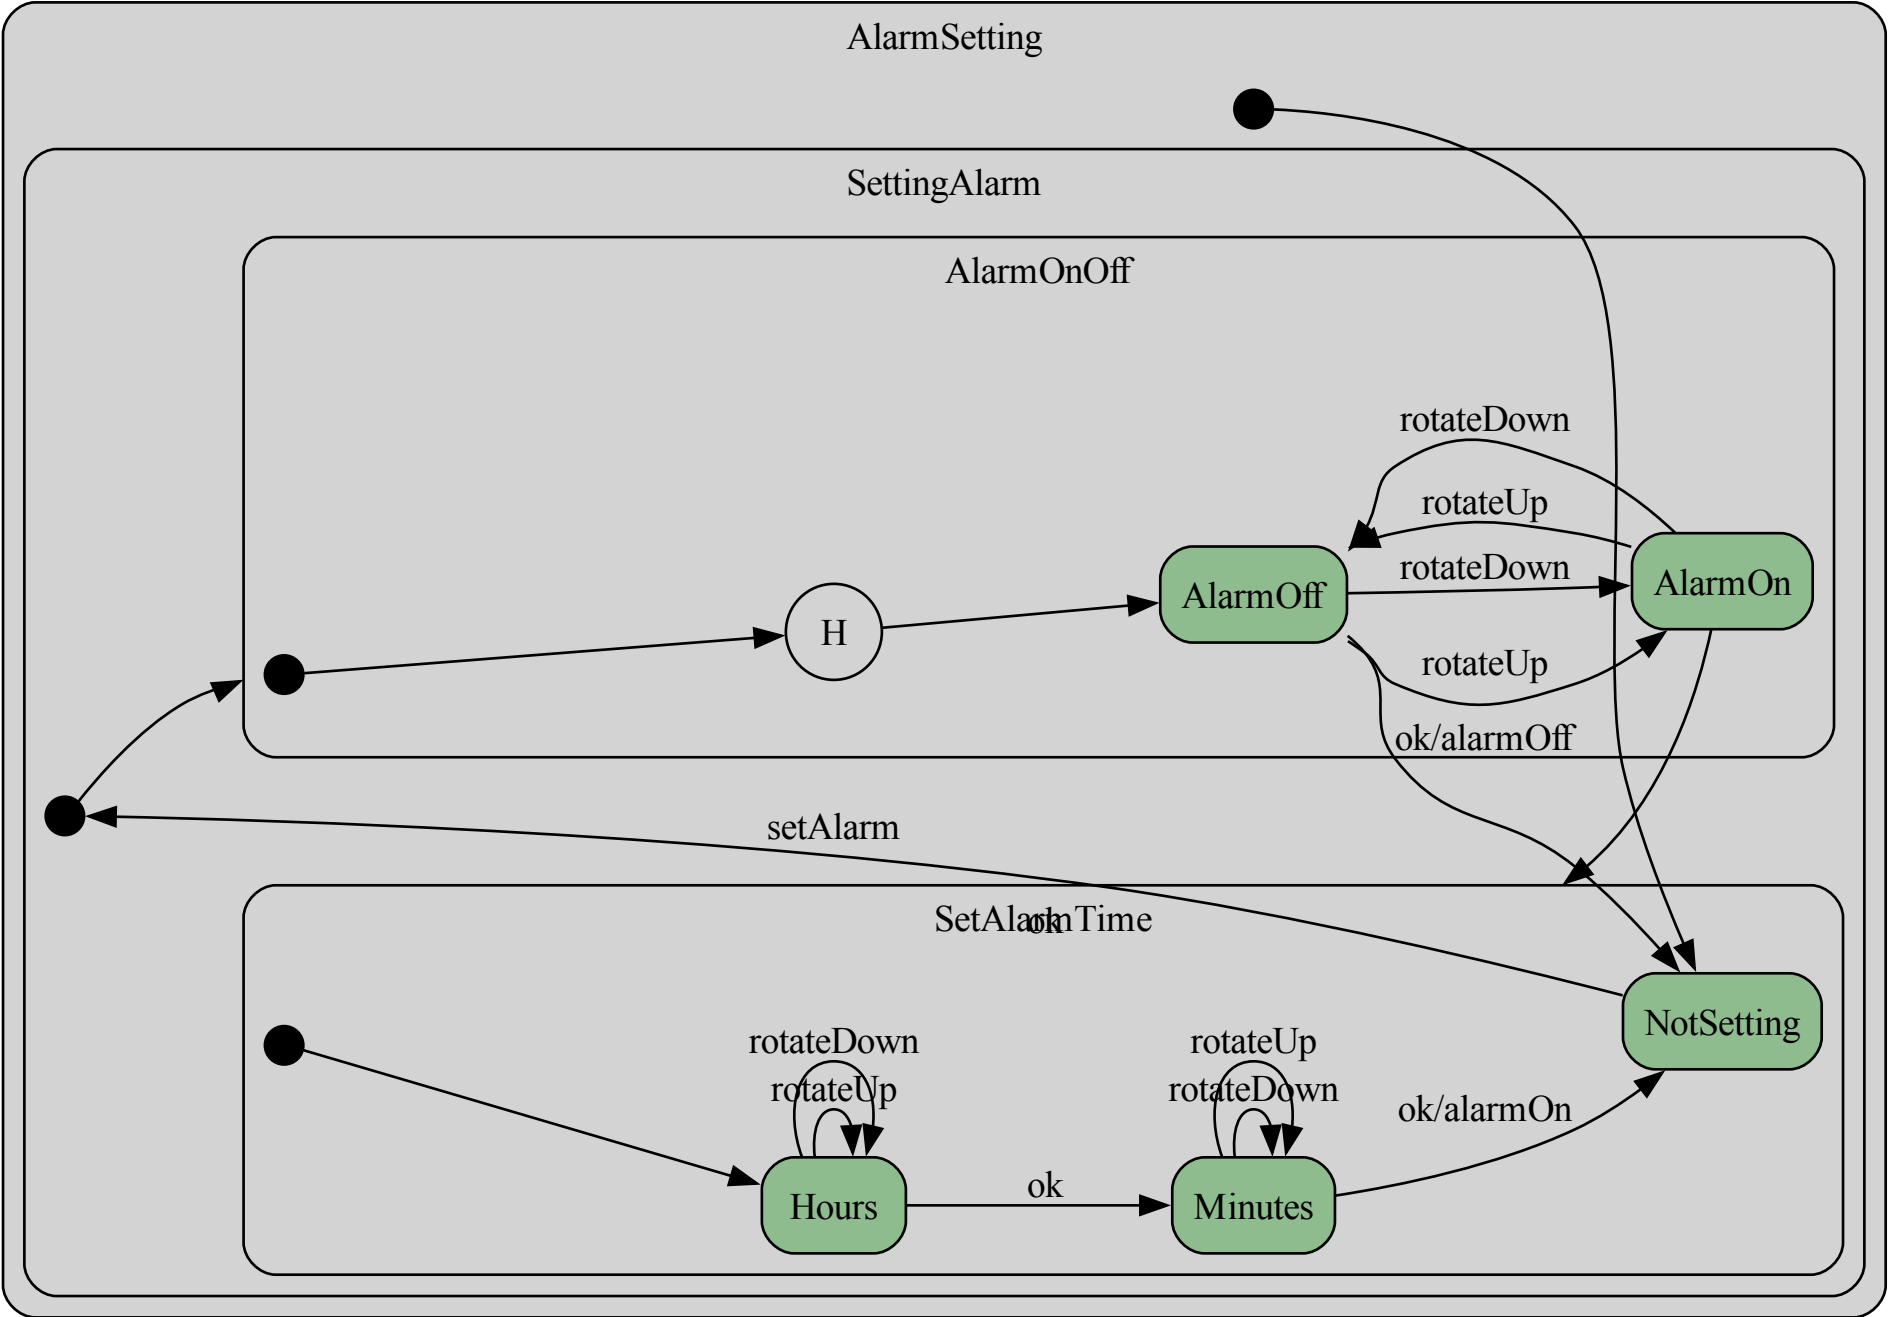 AlarmSetting
SettingAlarm
AlarmOnOff
rotateDown
rotateUp
rotateDown
AlarmOff
AlarmOn
H
rotateUp
ok/alarmOff
setAlarm
SetAlarmTime
ok
NotSetting
rotateDown
rotateUp
rotateUp
rotateDown
ok/alarmOn
ok
Hours
Minutes